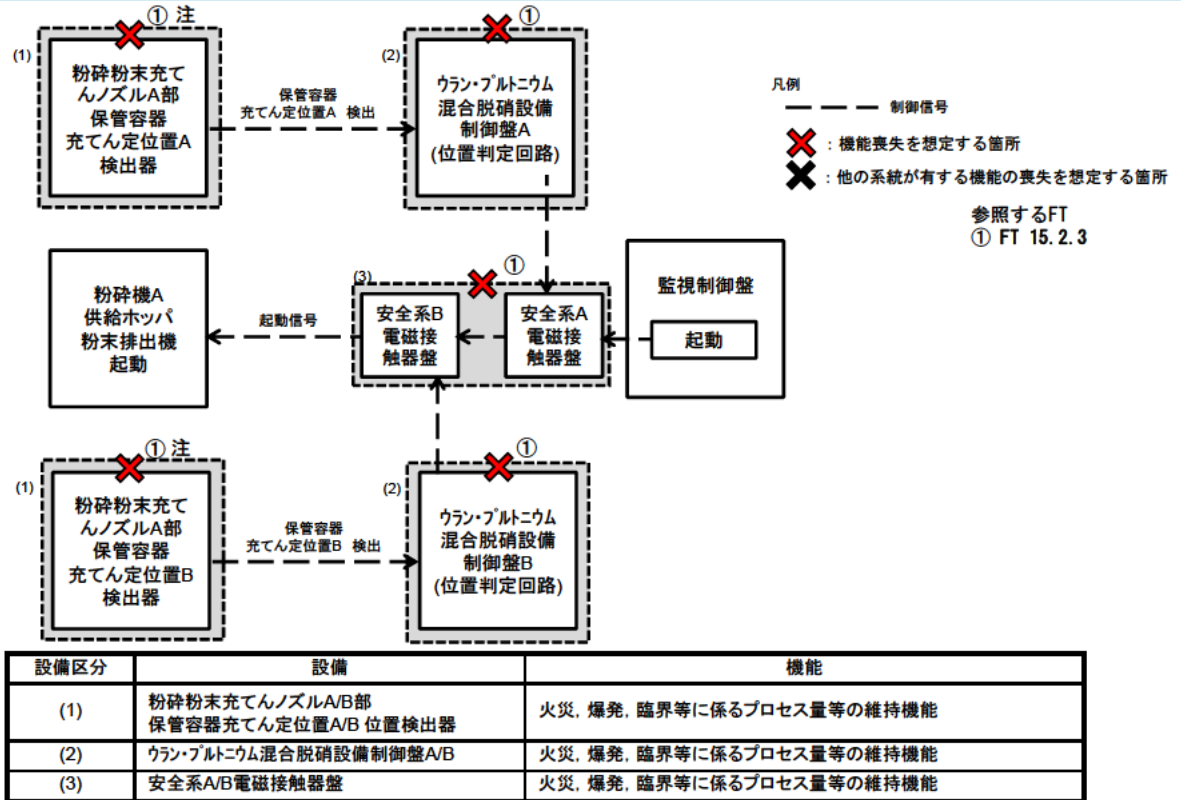 ① 注
(1)
粉砕粉末充て
んノズルA部
保管容器
充てん定位置A
検出器
保管容器
充てん定位置A 検出
①
(2)
ウラン・プルトニウム
混合脱硝設備
制御盤A
(位置判定回路)
凡例
制御信号
：機能喪失を想定する箇所
：他の系統が有する機能の喪失を想定する箇所
参照するFT
① FT 15.2.3
粉砕機A
供給ホッパ
粉末排出機
起動
起動信号
(3)
①
安全系B
電磁接
触器盤
安全系A
電磁接
触器盤
監視制御盤
起動
① 注
(1)
粉砕粉末充て
んノズルA部
保管容器
充てん定位置B
検出器
保管容器
充てん定位置B 検出
①
(2)
ウラン・プルトニウム
混合脱硝設備
制御盤B
(位置判定回路)
設備区分 設備 機能
(1) 粉砕粉末充てんノズルA/B部
保管容器充てん定位置A/B 位置検出器 火災，爆発，臨界等に係るプロセス量等の維持機能
(2) ウラン・プルトニウム混合脱硝設備制御盤A/B 火災，爆発，臨界等に係るプロセス量等の維持機能
(3) 安全系A/B電磁接触器盤 火災，爆発，臨界等に係るプロセス量等の維持機能